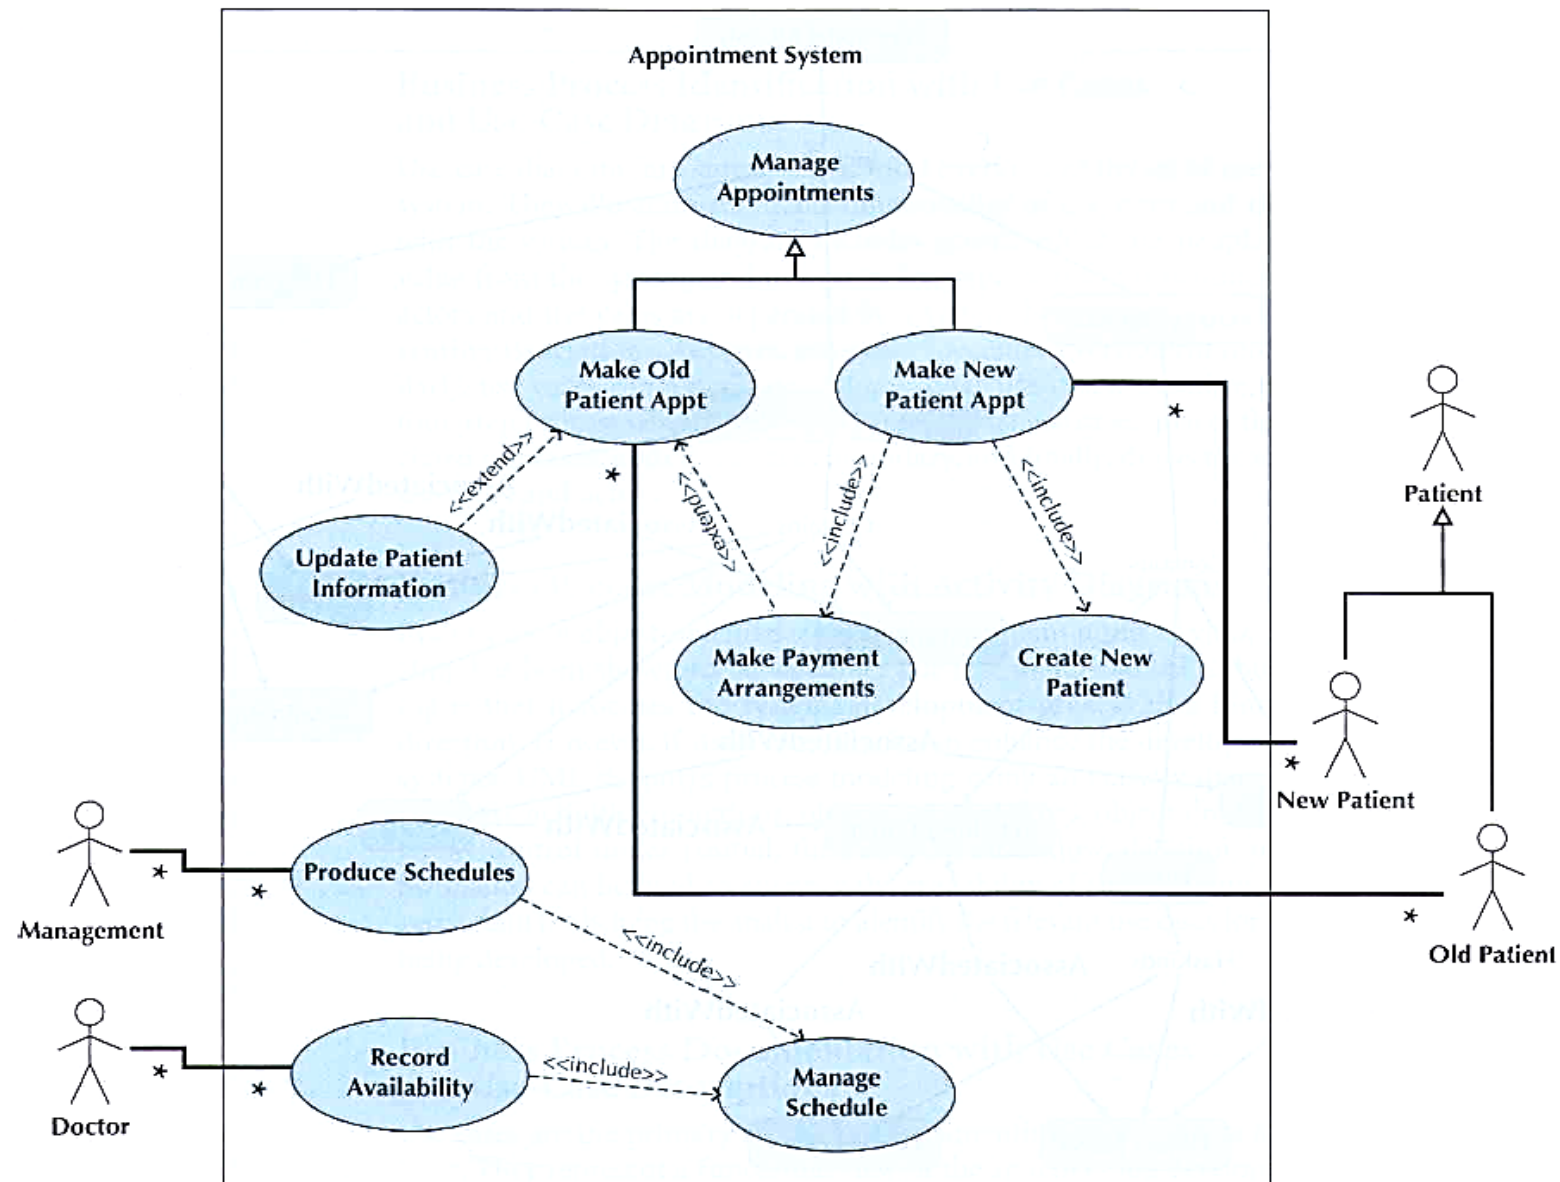 Appointment System
Manage
Appointments
Make Old
Patient Appt
Make New
Patient Appt
*
Patient
*
<<extend>>
<<extend>>
<<include>>
<<include>>
Update Patient
Information
Make Payment
Arrangements
Create New
Patient
*
New Patient
Management
*
*
Produce Schedules
*
Old Patient
<<include>>
Doctor
*
*
Record
Availability
<<include>>
Manage
Schedule